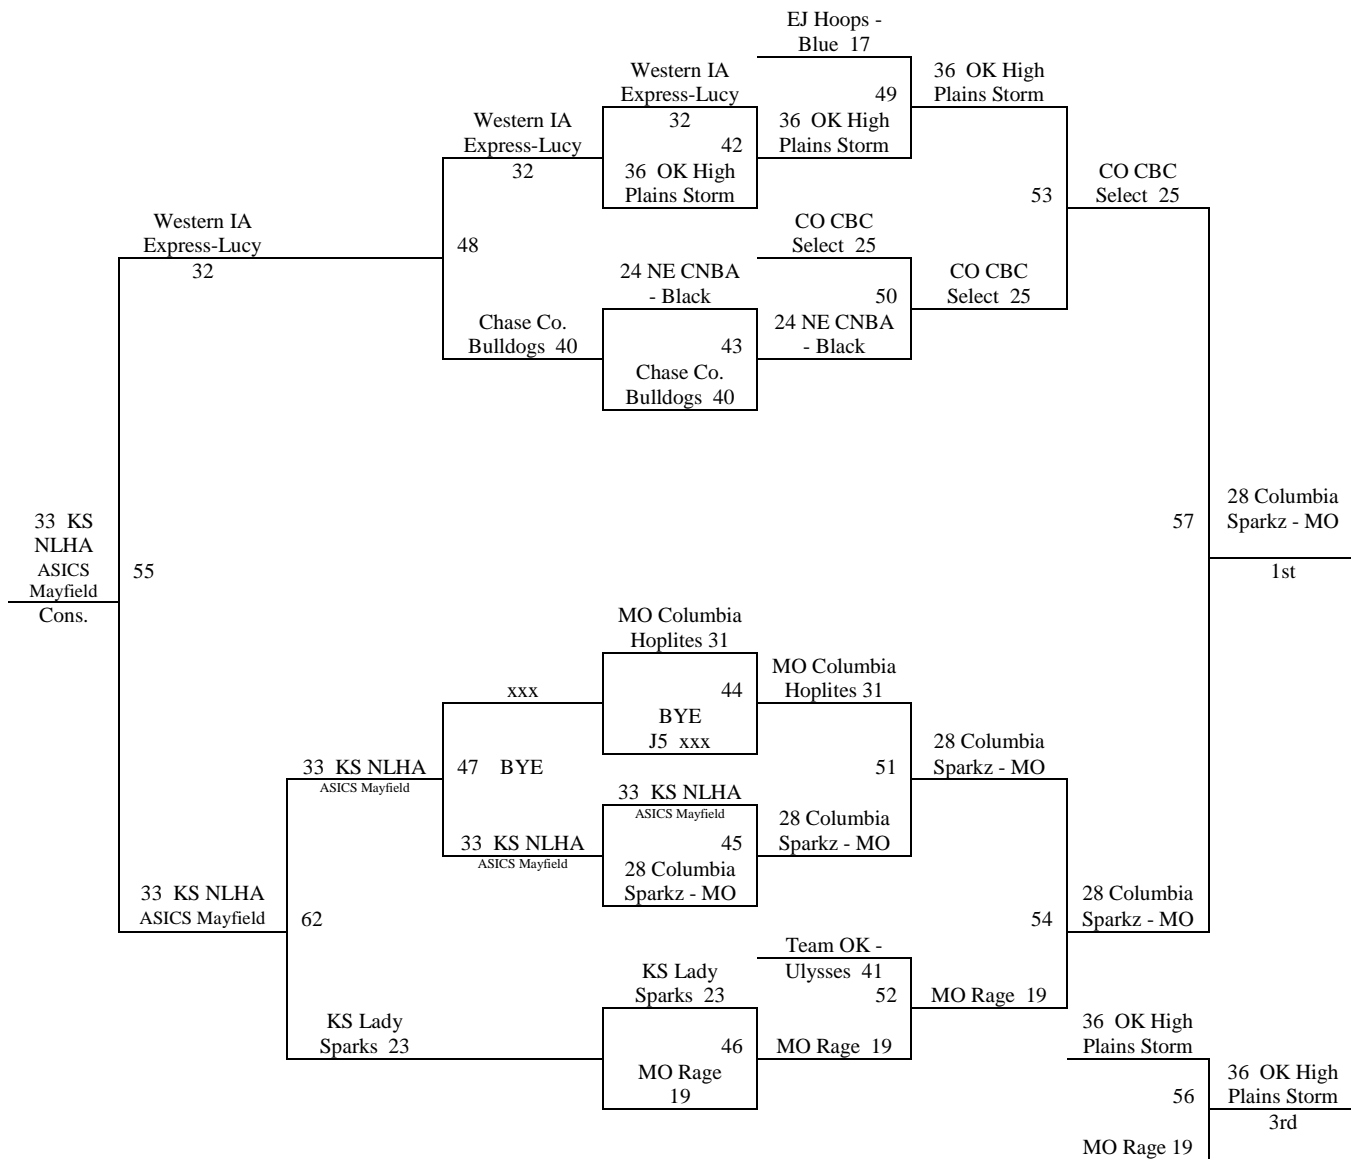 EJ Hoops -
Blue 17
Western IA
Express-Lucy
32
49
36 OK High
Plains Storm
Western IA
Express-Lucy
32
42
36 OK High
Plains Storm
36 OK High
Plains Storm
CO CBC
Select 25
53
Western IA
Express-Lucy
32
48
CO CBC
Select 25
24 NE CNBA
- Black
50
CO CBC
Select 25
Chase Co.
Bulldogs 40
43
24 NE CNBA
- Black
Chase Co.
Bulldogs 40
33 KS
NLHA
ASICS
Mayfield
Cons.
55
57
28 Columbia
Sparkz - MO
1st
MO Columbia
Hoplites 31
xxx
44
MO Columbia
Hoplites 31
BYE
J5 xxx
33 KS NLHA
ASICS Mayfield
47 BYE
51
28 Columbia
Sparkz - MO
33 KS NLHA
ASICS Mayfield
33 KS NLHA
ASICS Mayfield
45
28 Columbia
Sparkz - MO
28 Columbia
Sparkz - MO
33 KS NLHA
ASICS Mayfield
62
54
28 Columbia
Sparkz - MO
Team OK -
Ulysses 41
KS Lady
Sparks 23
52
MO Rage 19
KS Lady
Sparks 23
46
MO Rage 19
MO Rage
19
36 OK High
Plains Storm
56
36 OK High
Plains Storm
3rd
MO Rage 19